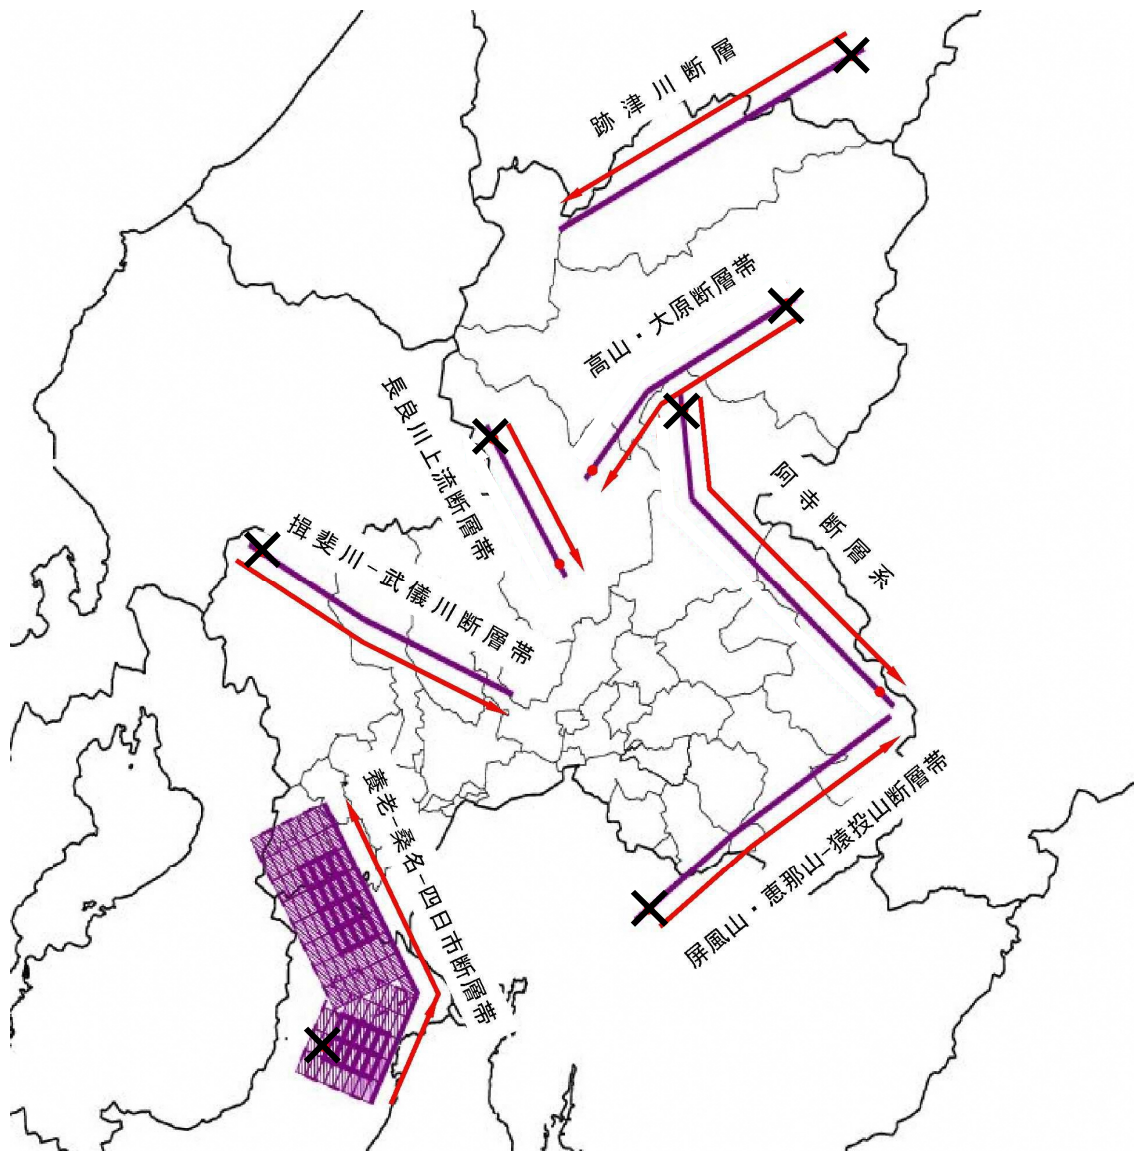 跡津川断層
高山・大原断層帯
長良川上流断層帯
阿寺断層系
揖斐川−武儀川断層帯
養老−桑名−四日市断層帯
屏風山・恵那山−猿投山断層帯